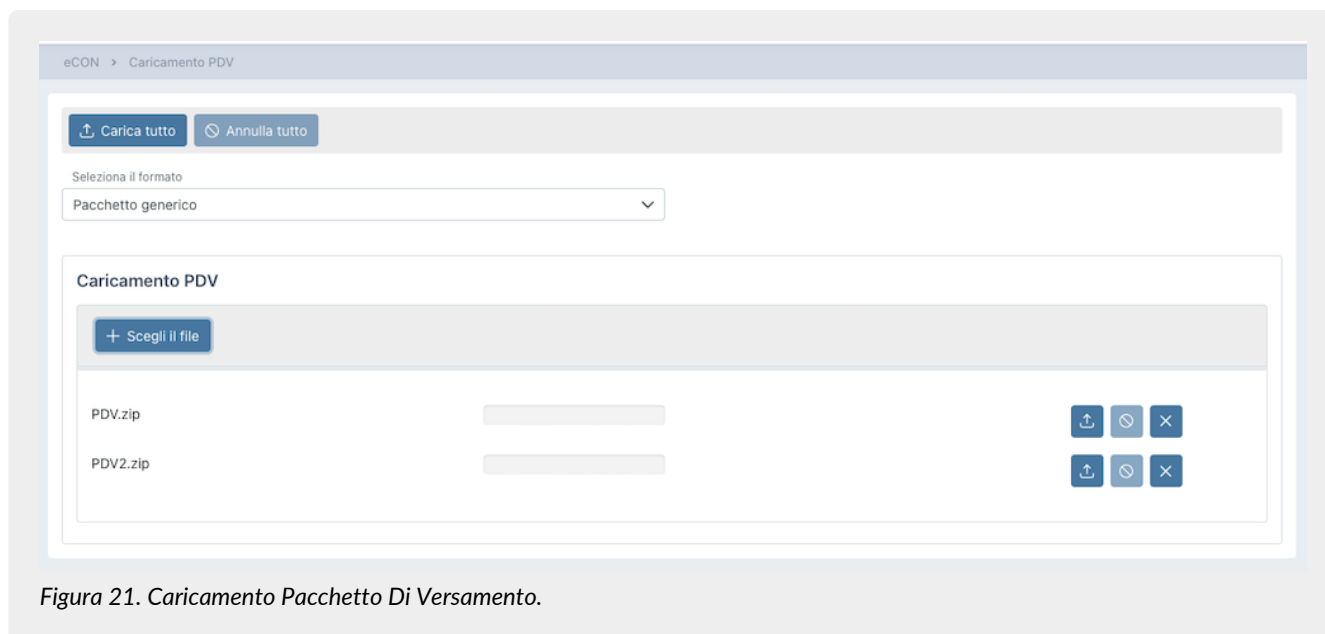 eCON > Caricamento PDV
Carica tutto Annulla tutto
Seleziona il formato
Pacchetto generico
Caricamento PDV
+ Scegli il file
PDV.zip
PDV2.zip
Figura 21. Caricamento Pacchetto Di Versamento.